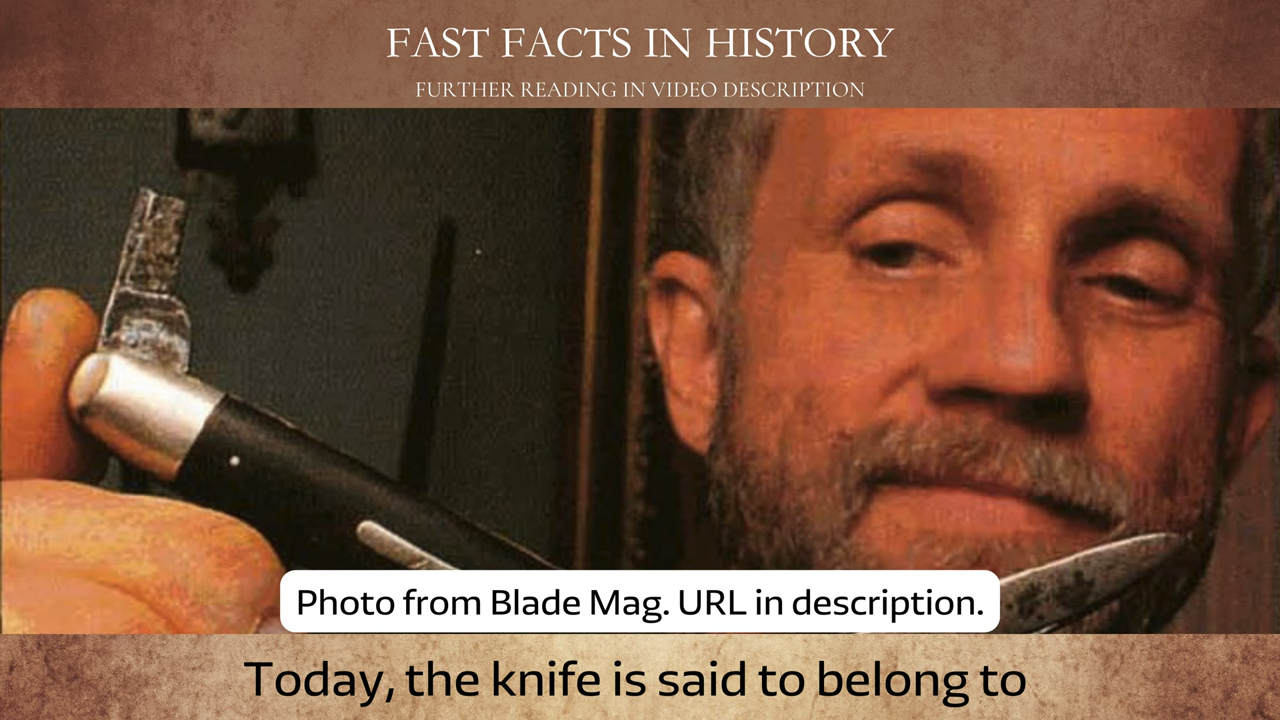 FAST FACTS IN HISTORY
FURTHER READING IN VIDEO DESCRIPTION
Photo from Blade Mag. URL in description.
Today, the knife is said to belong to